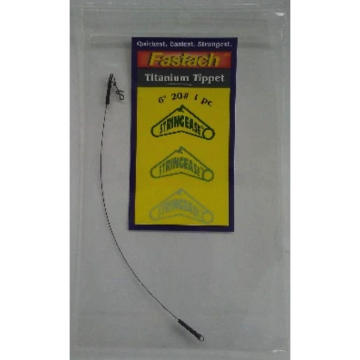 Quickest. Easiest. Strongest.
Fastach
Titanium Tippet
6" 20# 1 pc
STRINGEASE
STRINGEASE
STRINGEASE